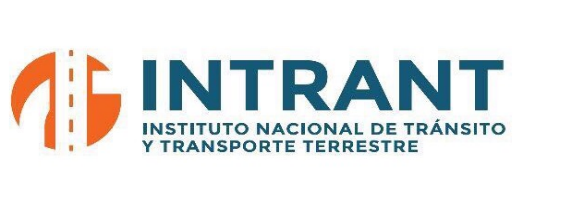 INTRANT
INSTITUTO NACIONAL DE TRÁNSITO
Y TRANSPORTE TERRESTRE